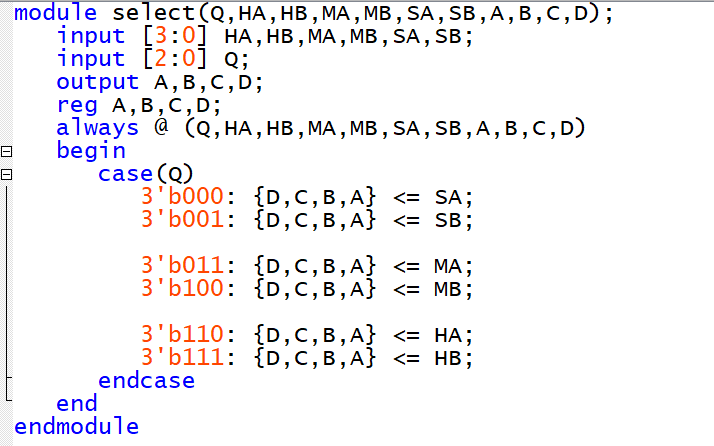 module select(Q,HA,HB,MA,MB,SA,SB,A,B,C,D);
input [3:0] HA,HB,MA,MB,SA,SB;
input [2:0] Q;
output A,B,C,D;
reg A,B,C,D;
always @ (Q,HA,HB,MA,MB,SA,SB,A,B,C,D)
begin
case(Q)
3'b000: {D,C,B,A} <= SA;
3'b001: {D,C,B,A} <= SB;
3'b011: {D,C,B,A} <= MA;
3'b100: {D,C,B,A} <= MB;
3'b110: {D,C,B,A} <= HA;
3'b111: {D,C,B,A} <= HB;
endcase
end
endmodule